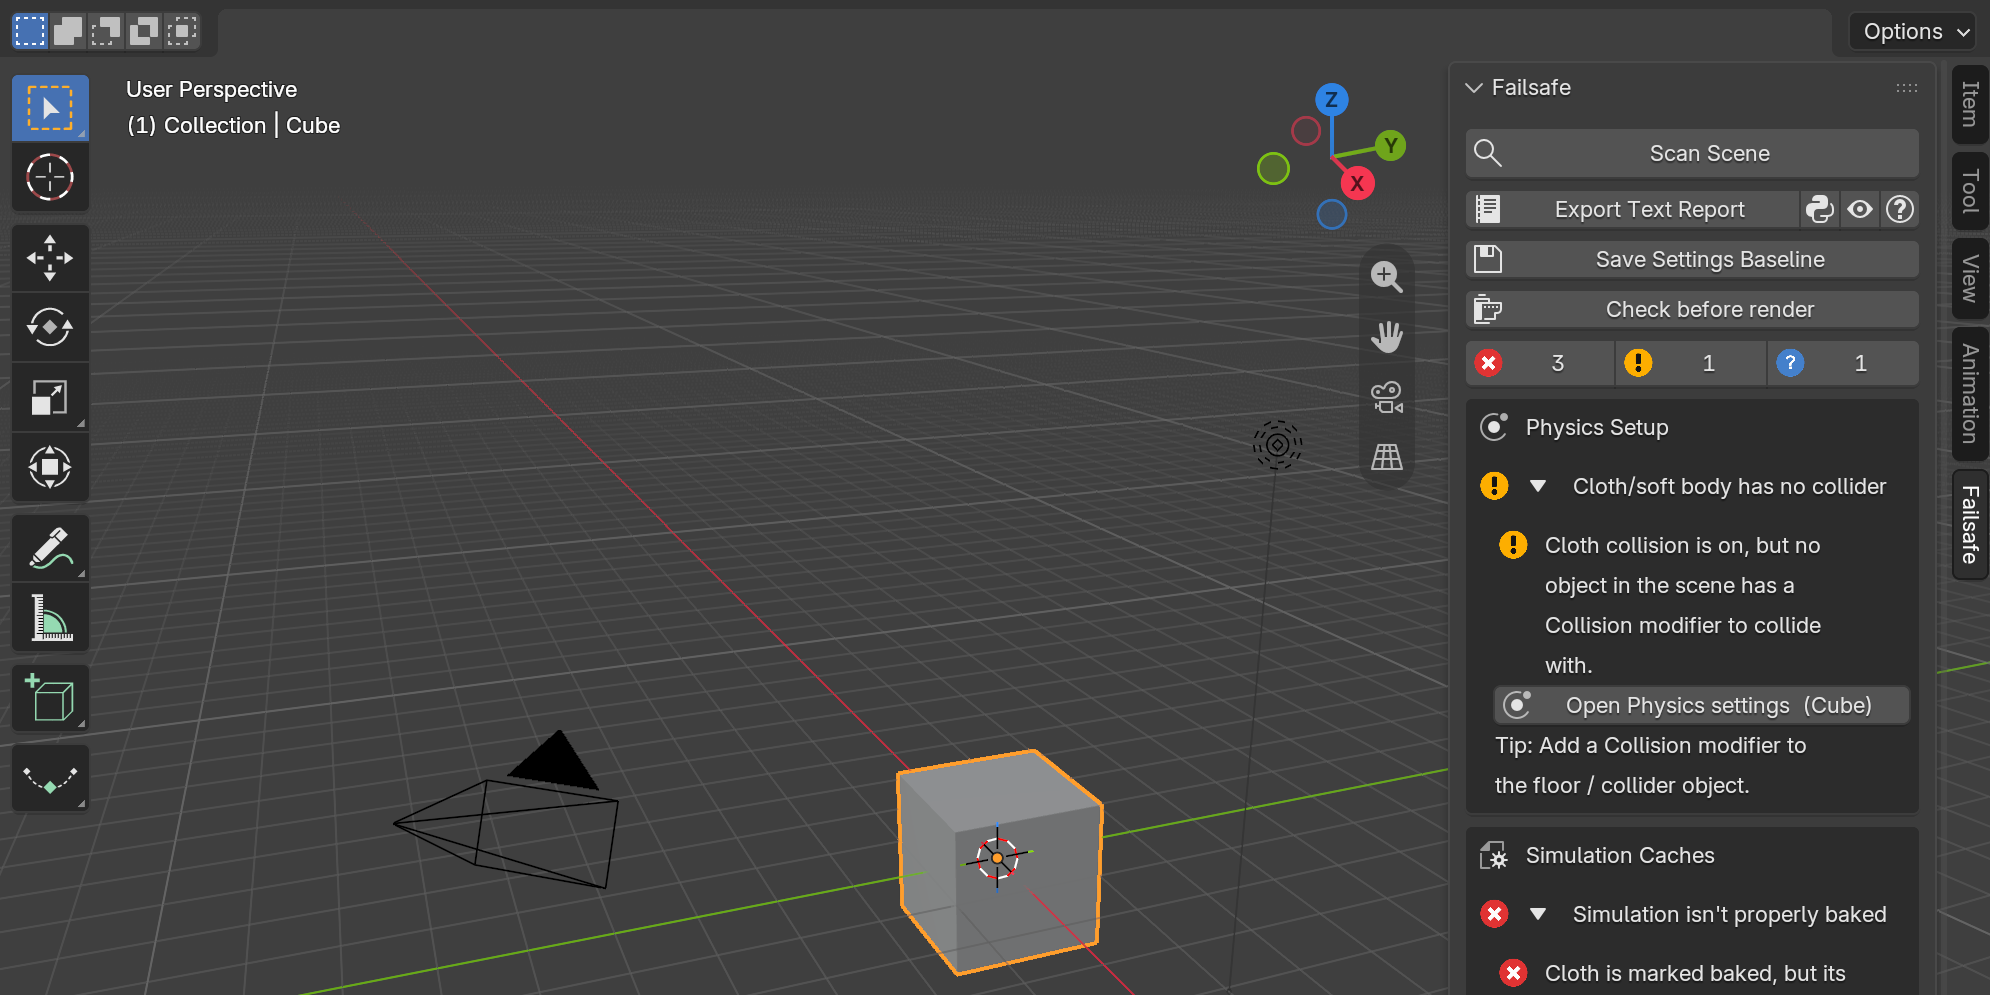 Options
User Perspective
(1) Collection | Cube
Z
Y
X
Failsafe
Scan Scene
Export Text Report
Save Settings Baseline
Check before render
3
1
1
Physics Setup
Cloth/soft body has no collider
Cloth collision is on, but no
object in the scene has a
Collision modifier to collide
with.
Open Physics settings (Cube)
Tip: Add a Collision modifier to
the floor / collider object.
Simulation Caches
Simulation isn't properly baked
Cloth is marked baked, but its
Item
Tool
View
Animation
Failsafe